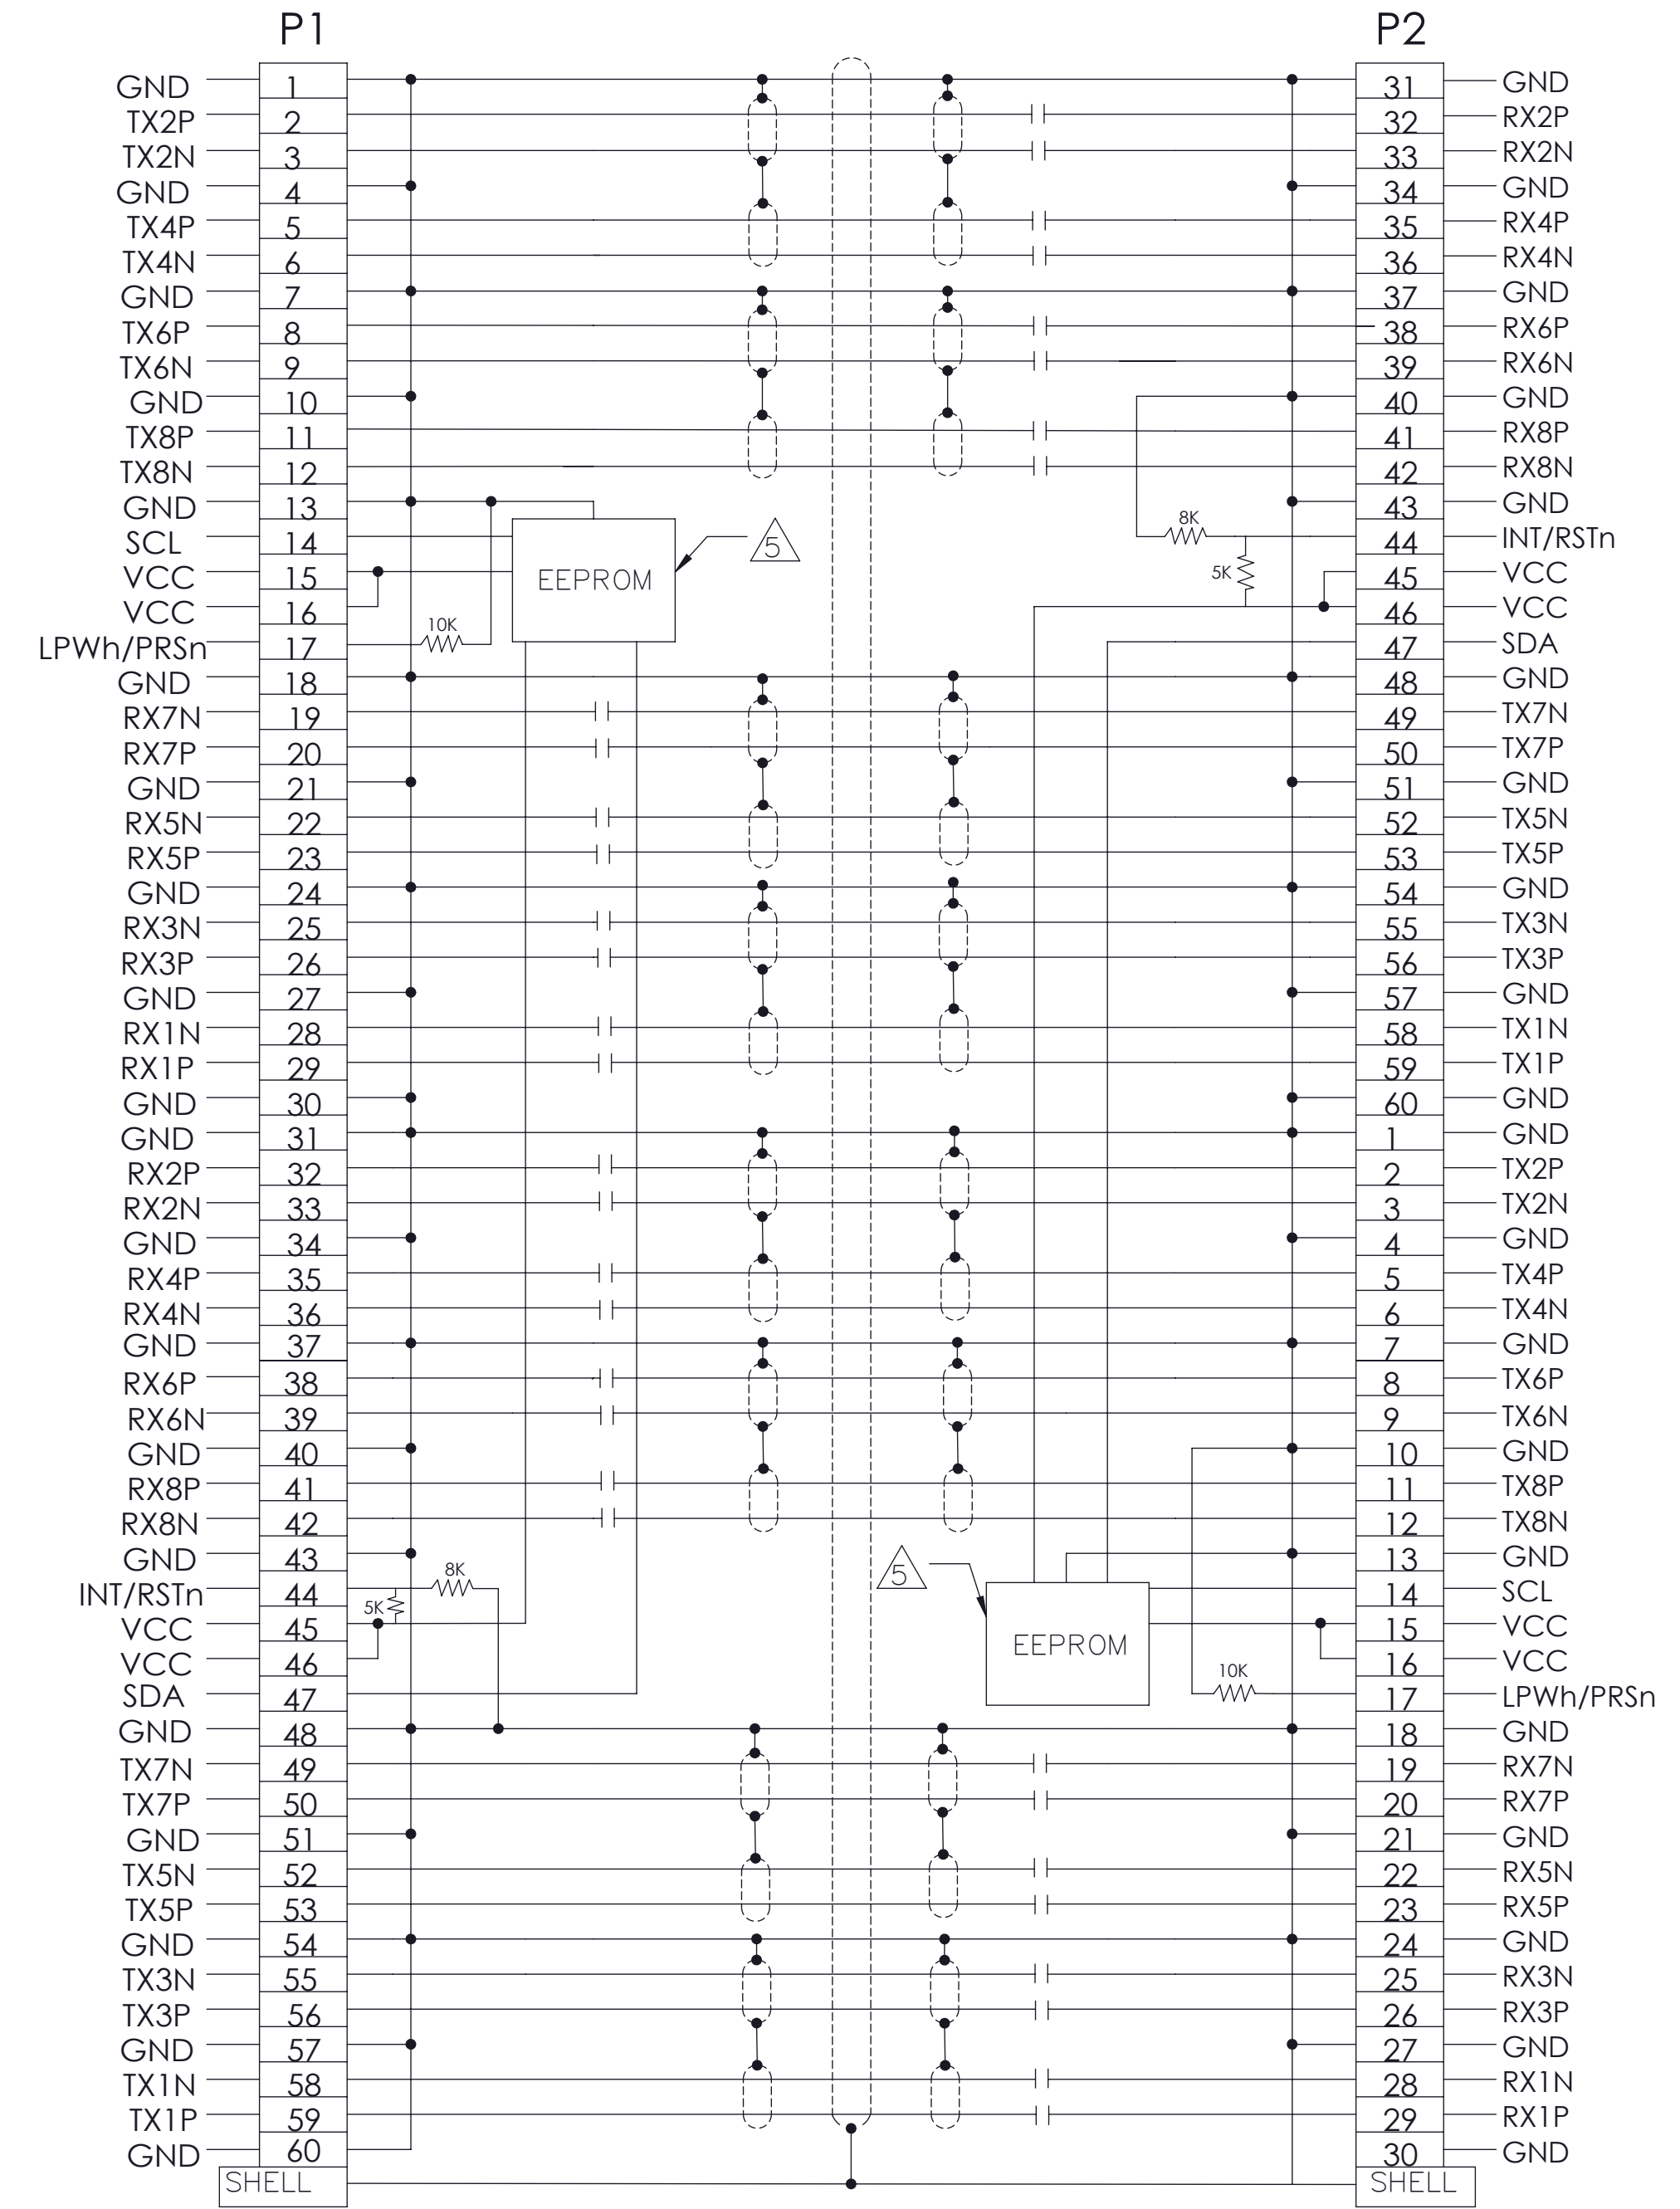 P1 P2
GND 1 31 GND
TX2P 2 32 RX2P
TX2N 3 33 RX2N
GND 4 34 GND
TX4P 5 35 RX4P
TX4N 6 36 RX4N
GND 7 37 GND
TX6P 8 38 RX6P
TX6N 9 39 RX6N
GND 10 40 GND
TX8P 11 41 RX8P
TX8N 12 42 RX8N
GND 13 43 GND
8K
SCL 14 5 44 INT/RSTn
VCC 15 EEPROM 5K 45 VCC
VCC 16 46 VCC
10K
LPWh/PRSn 17 47 SDA
GND 18 48 GND
RX7N 19 49 TX7N
RX7P 20 50 TX7P
GND 21 51 GND
RX5N 22 52 TX5N
RX5P 23 53 TX5P
GND 24 54 GND
RX3N 25 55 TX3N
RX3P 26 56 TX3P
GND 27 57 GND
RX1N 28 58 TX1N
RX1P 29 59 TX1P
GND 30 60 GND
GND 31 1 GND
RX2P 32 2 TX2P
RX2N 33 3 TX2N
GND 34 4 GND
RX4P 35 5 TX4P
RX4N 36 6 TX4N
GND 37 7 GND
RX6P 38 8 TX6P
RX6N 39 9 TX6N
GND 40 10 GND
RX8P 41 11 TX8P
RX8N 42 12 TX8N
GND 43 13 GND
8K 5
INT/RSTn 44 14 SCL
5K
VCC 45 EEPROM 15 VCC
VCC 46 16 VCC
10K
SDA 47 17 LPWh/PRSn
GND 48 18 GND
TX7N 49 19 RX7N
TX7P 50 20 RX7P
GND 51 21 GND
TX5N 52 22 RX5N
TX5P 53 23 RX5P
GND 54 24 GND
TX3N 55 25 RX3N
TX3P 56 26 RX3P
GND 57 27 GND
TX1N 58 28 RX1N
TX1P 59 29 RX1P
GND 60 30 GND
SHELL SHELL